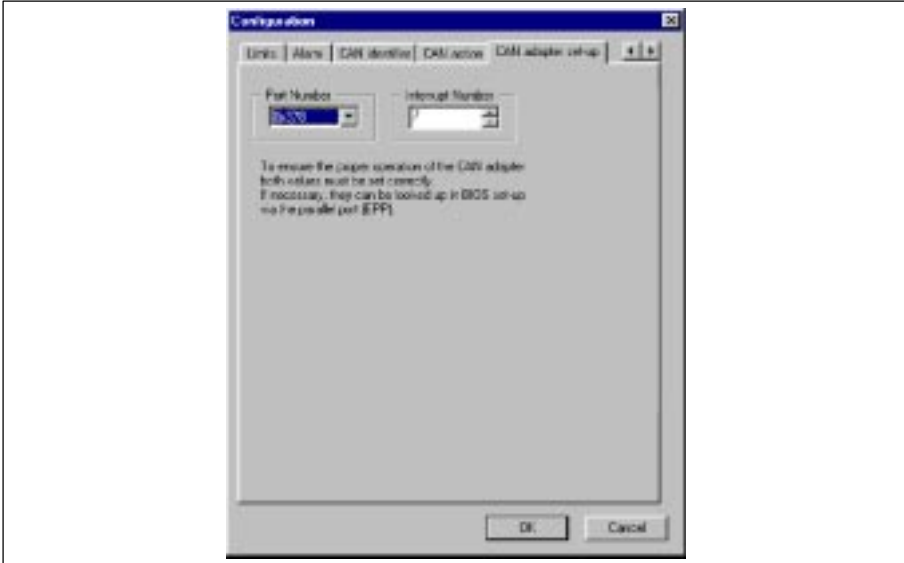 Configuration
Limits Alarm CAN identifier CAN action CAN adapter set-up
Port Number Interrupt Number
0x378 7
To ensure the proper operation of the CAN adapter
both values must be set correctly.
If necessary, they can be looked up in BIOS set-up
via the parallel port (EPP).
OK Cancel